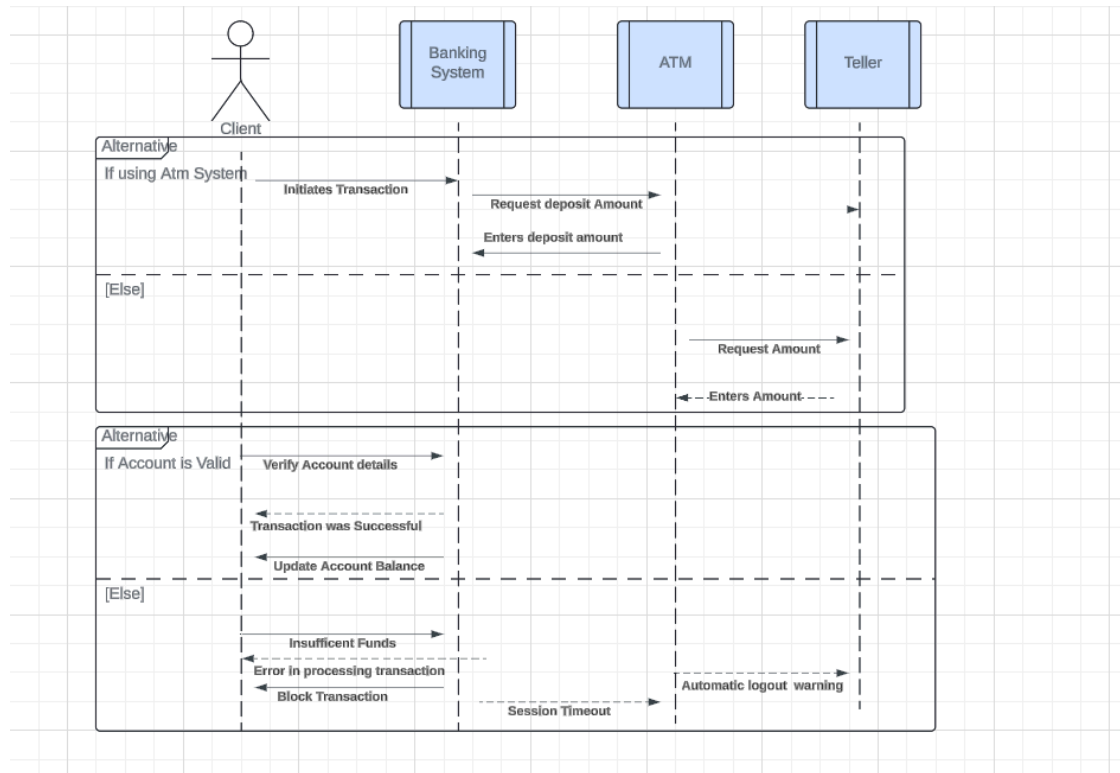 Banking
System
ATM
Teller
Client
Alternative
If using Atm System
Initiates Transaction
Request deposit Amount
Enters deposit amount
[Else]
Request Amount
Enters Amount
Alternative
If Account is Valid
Verify Account details
Transaction was Successful
Update Account Balance
[Else]
Insufficent Funds
Error in processing transaction
Automatic logout warning
Block Transaction
Session Timeout